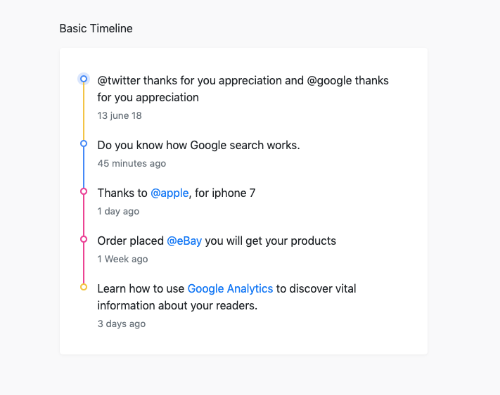 Basic Timeline
@twitter thanks for you appreciation and @google thanks
for you appreciation
13 june 18
Do you know how Google search works.
45 minutes ago
Thanks to @apple, for iphone 7
1 day ago
Order placed @eBay you will get your products
1 Week ago
Learn how to use Google Analytics to discover vital
information about your readers.
3 days ago